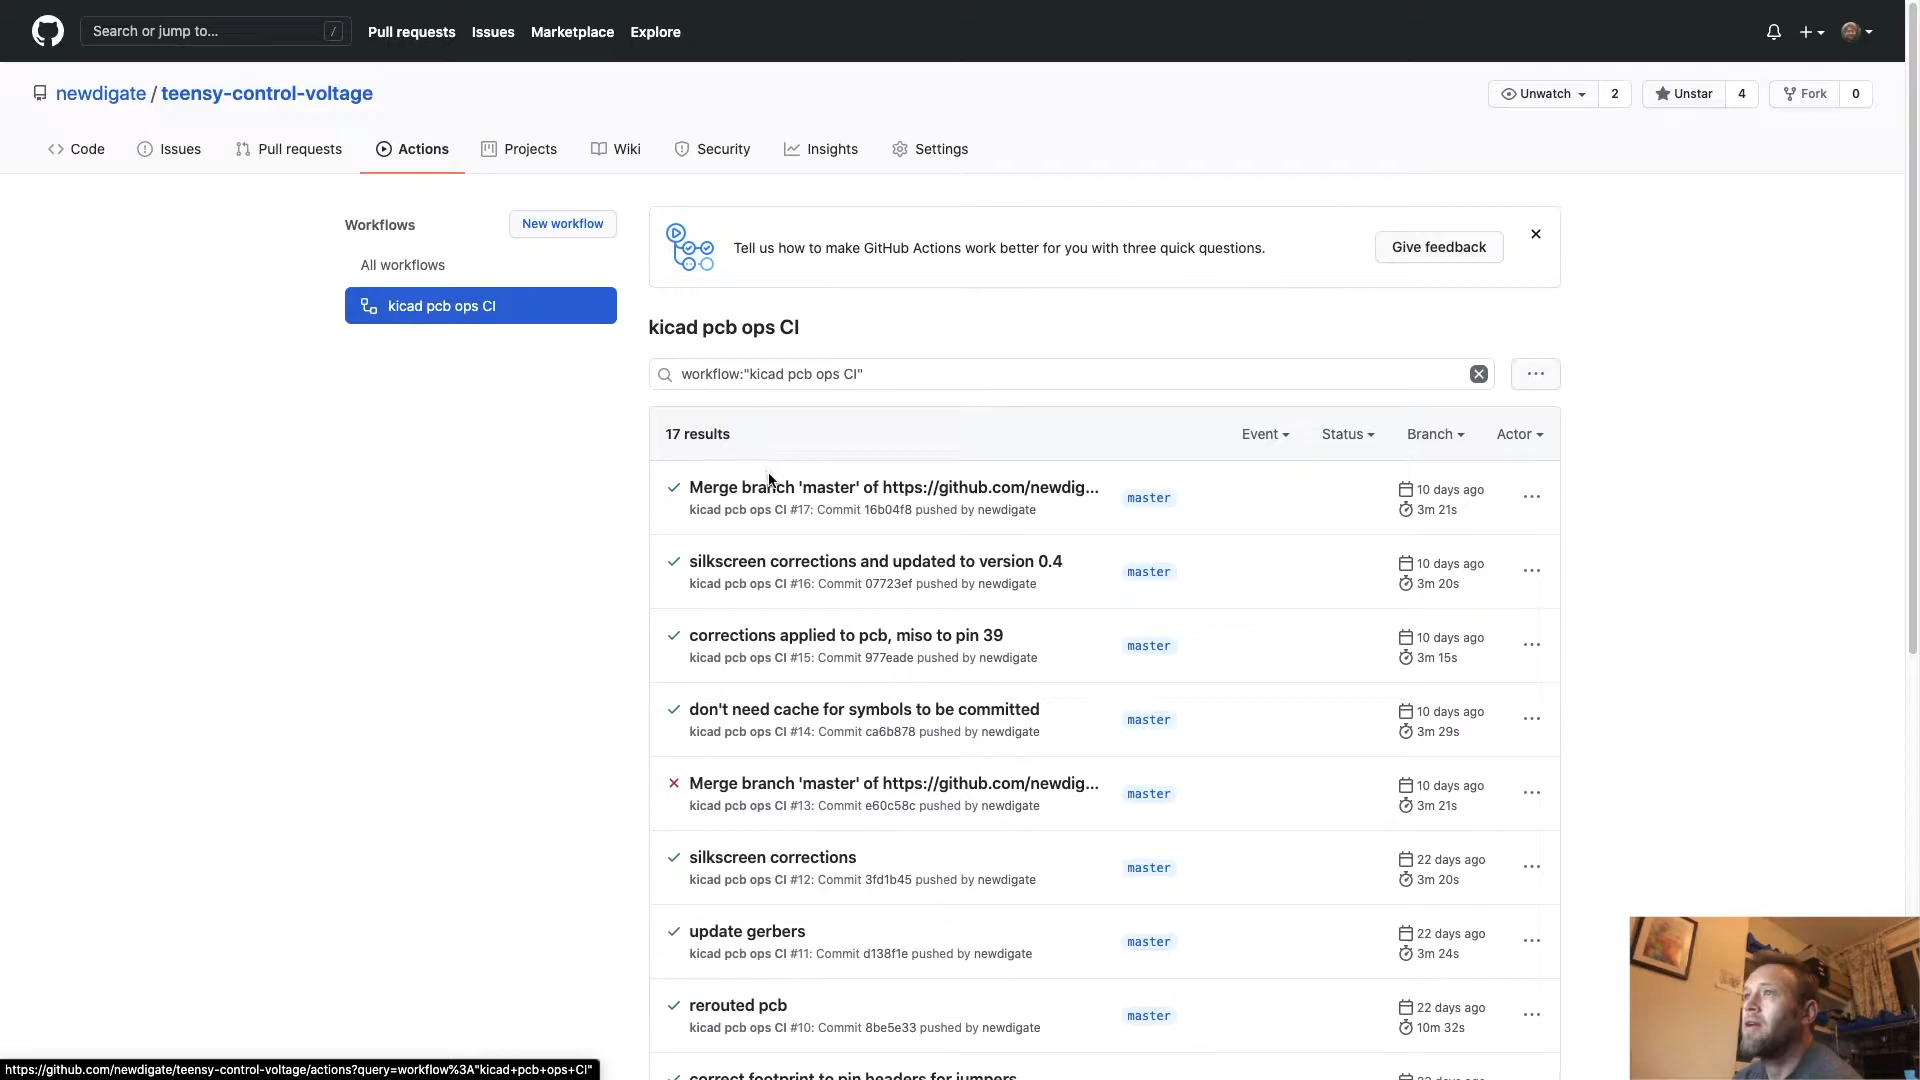 Search or jump to...
/
Pull requests
Issues
Marketplace
Explore
newdigate / teensy-control-voltage
Unwatch
2
Unstar
4
Fork
0
Code
Issues
Pull requests
Actions
Projects
Wiki
Security
Insights
Settings
Workflows
New workflow
All workflows
kicad pcb ops CI
Tell us how to make GitHub Actions work better for you with three quick questions.
Give feedback
kicad pcb ops CI
workflow:"kicad pcb ops CI"
17 results
Event
Status
Branch
Actor
Merge branch 'master' of https://github.com/newdig...
kicad pcb ops CI #17: Commit 16b04f8 pushed by newdigate
master
10 days ago
3m 21s
silkscreen corrections and updated to version 0.4
kicad pcb ops CI #16: Commit 07723ef pushed by newdigate
master
10 days ago
3m 20s
corrections applied to pcb, miso to pin 39
kicad pcb ops CI #15: Commit 977eade pushed by newdigate
master
10 days ago
3m 15s
don't need cache for symbols to be committed
kicad pcb ops CI #14: Commit ca6b878 pushed by newdigate
master
10 days ago
3m 29s
Merge branch 'master' of https://github.com/newdig...
kicad pcb ops CI #13: Commit e60c58c pushed by newdigate
master
10 days ago
3m 21s
silkscreen corrections
kicad pcb ops CI #12: Commit 3fd1b45 pushed by newdigate
master
22 days ago
3m 20s
update gerbers
kicad pcb ops CI #11: Commit d138f1e pushed by newdigate
master
22 days ago
3m 24s
rerouted pcb
kicad pcb ops CI #10: Commit 8be5e33 pushed by newdigate
master
22 days ago
10m 32s
correct footprint to pin headers for jumpers
https://github.com/newdigate/teensy-control-voltage/actions?query=workflow%3A"kicad+pcb+ops+CI"